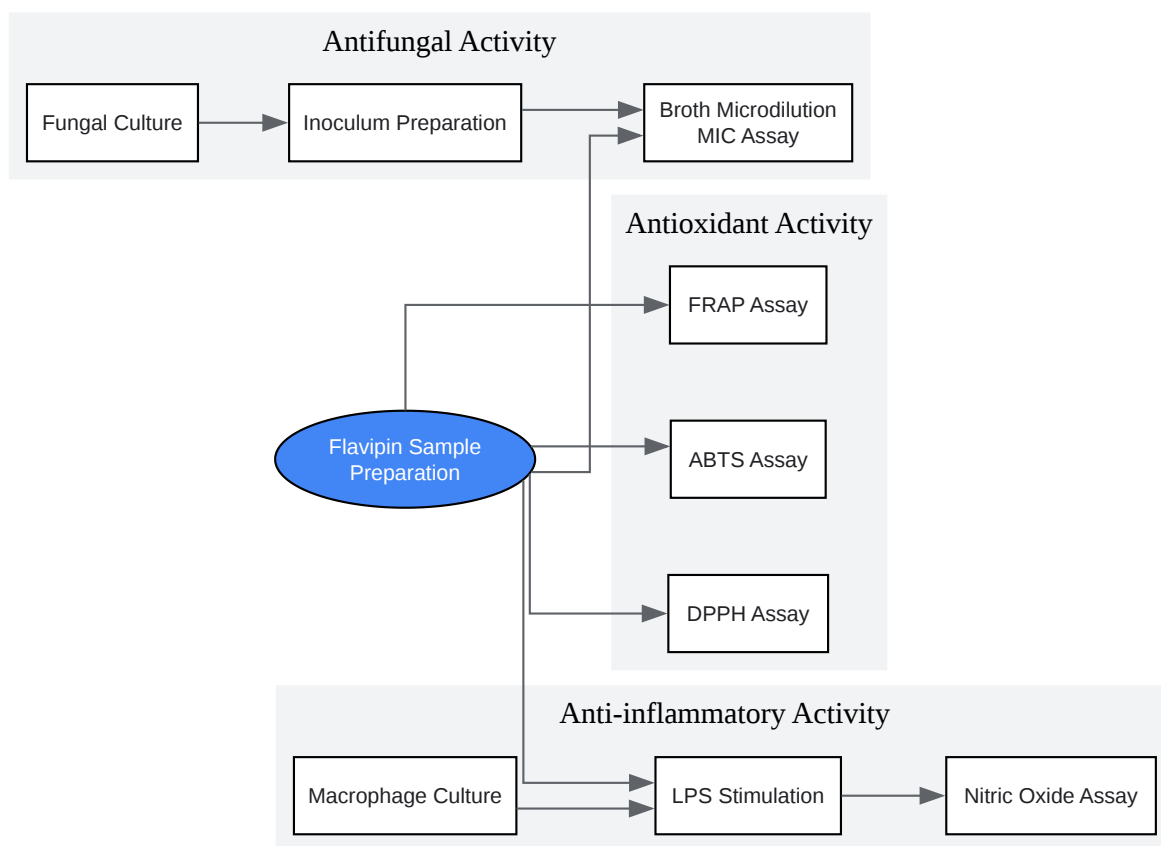 Antifungal Activity
Fungal Culture
Inoculum Preparation
Broth Microdilution
MIC Assay
Antioxidant Activity
FRAP Assay
Flavipin Sample
Preparation
ABTS Assay
DPPH Assay
Anti-inflammatory Activity
Macrophage Culture
LPS Stimulation
Nitric Oxide Assay